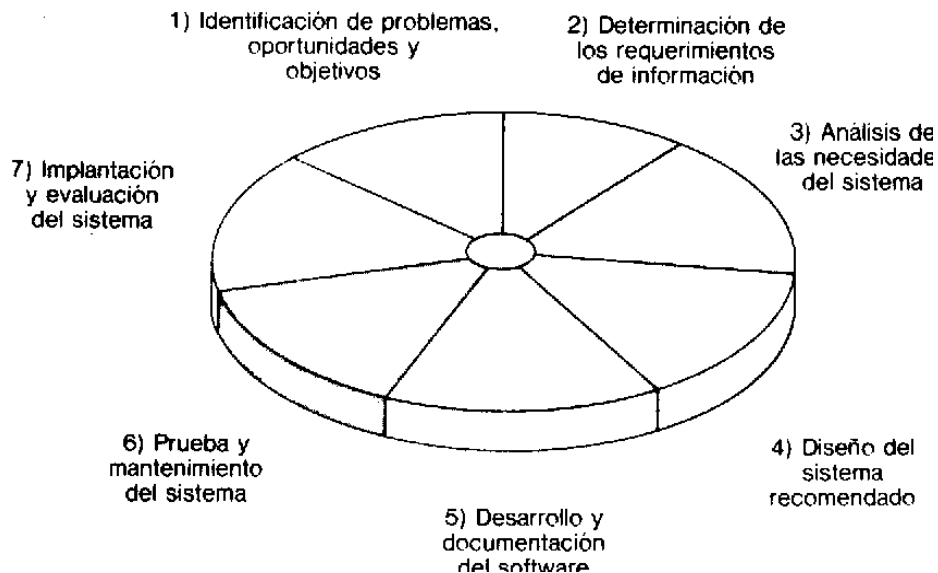 1) Identificación de problemas,
oportunidades y
objetivos
2) Determinación de
los requerimientos
de información
3) Análisis de
las necesidade
del sistema
4) Diseño del
sistema
recomendado
5) Desarrollo y
documentación
del software
6) Prueba y
mantenimiento
del sistema
7) Implantación
y evaluación
del sistema